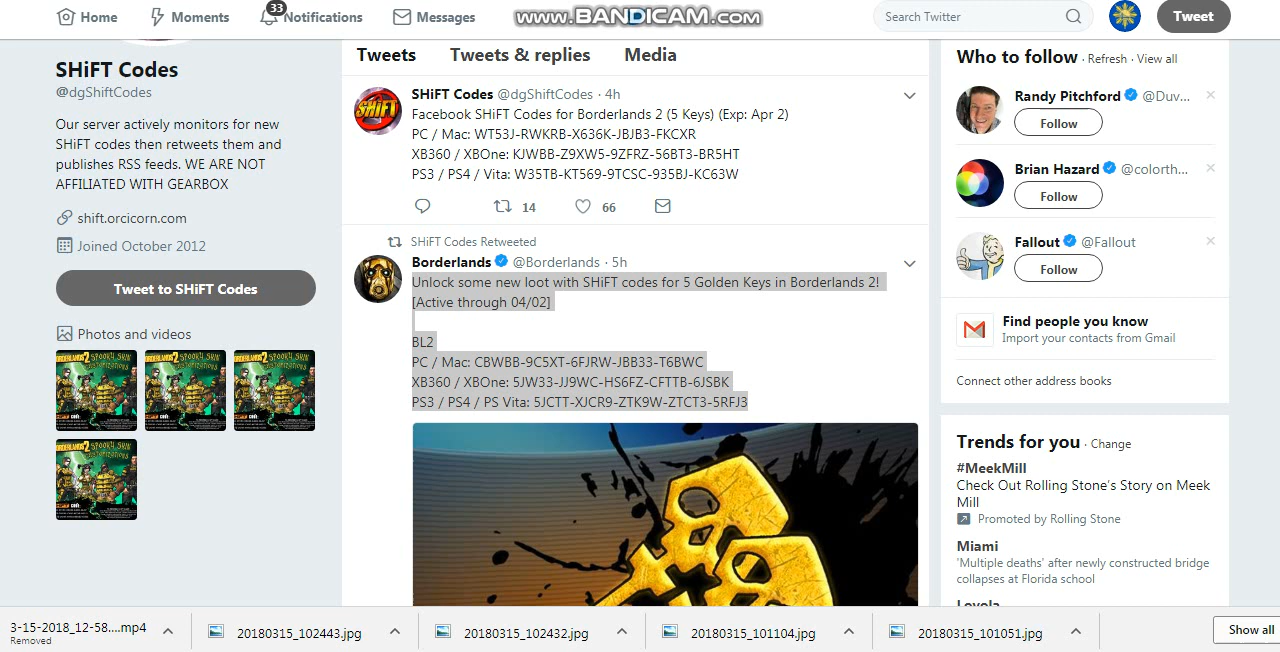 Home
Moments
33
Notifications
Messages
www.BANDICAM.com
Search Twitter
Tweet
SHiFT Codes
@dgShiftCodes
Our server actively monitors for new
SHiFT codes then retweets them and
publishes RSS feeds. WE ARE NOT
AFFILIATED WITH GEARBOX
shift.orcicorn.com
Joined October 2012
Tweet to SHiFT Codes
Photos and videos
Tweets Tweets & replies Media
SHiFT Codes @dgShiftCodes · 4h
Facebook SHiFT Codes for Borderlands 2 (5 Keys) (Exp: Apr 2)
PC / Mac: WT53J-RWKRB-X636K-JBJB3-FKCXR
XB360 / XBOne: KJWBB-Z9XW5-9ZFRZ-56BT3-BR5HT
PS3 / PS4 / Vita: W35TB-KT569-9TCSC-935BJ-KC63W
14 66
SHiFT Codes Retweeted
Borderlands @Borderlands · 5h
Unlock some new loot with SHiFT codes for 5 Golden Keys in Borderlands 2!
[Active through 04/02]
BL2
PC / Mac: CBWBB-9C5XT-6FJRW-JBB33-T6BWC
XB360 / XBOne: 5JW33-JJ9WC-HS6FZ-CFTTB-6JSBK
PS3 / PS4 / PS Vita: 5JCTT-XJCR9-ZTK9W-ZTCT3-5RFJ3
Who to follow · Refresh · View all
Randy Pitchford @Duv...
Follow
Brian Hazard @colorth...
Follow
Fallout @Fallout
Follow
Find people you know
Import your contacts from Gmail
Connect other address books
Trends for you · Change
#MeekMill
Check Out Rolling Stone's Story on Meek
Mill
Promoted by Rolling Stone
Miami
'Multiple deaths' after newly constructed bridge
collapses at Florida school
3-15-2018_12-58....mp4
Removed
20180315_102443.jpg
20180315_102432.jpg
20180315_101104.jpg
20180315_101051.jpg
Show all